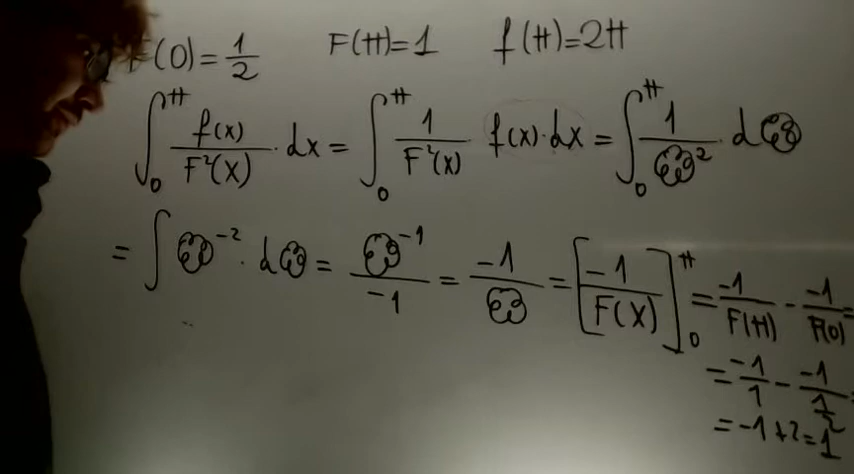 F(0) = 1/2 F(π) = 1 f(π) = 2π
∫₀^π f(x)/F²(x) · dx = ∫₀^π 1/F²(x) f(x)·dx = ∫₀^π 1/☁² d☁
= ∫ ☁⁻² · d☁ = ☁⁻¹/-1 = -1/☁ = [-1/F(x)]₀^π = -1/F(π) - -1/F(0) =
= -1/1 - -1/(1/2) =
= -1 + 2 = 1